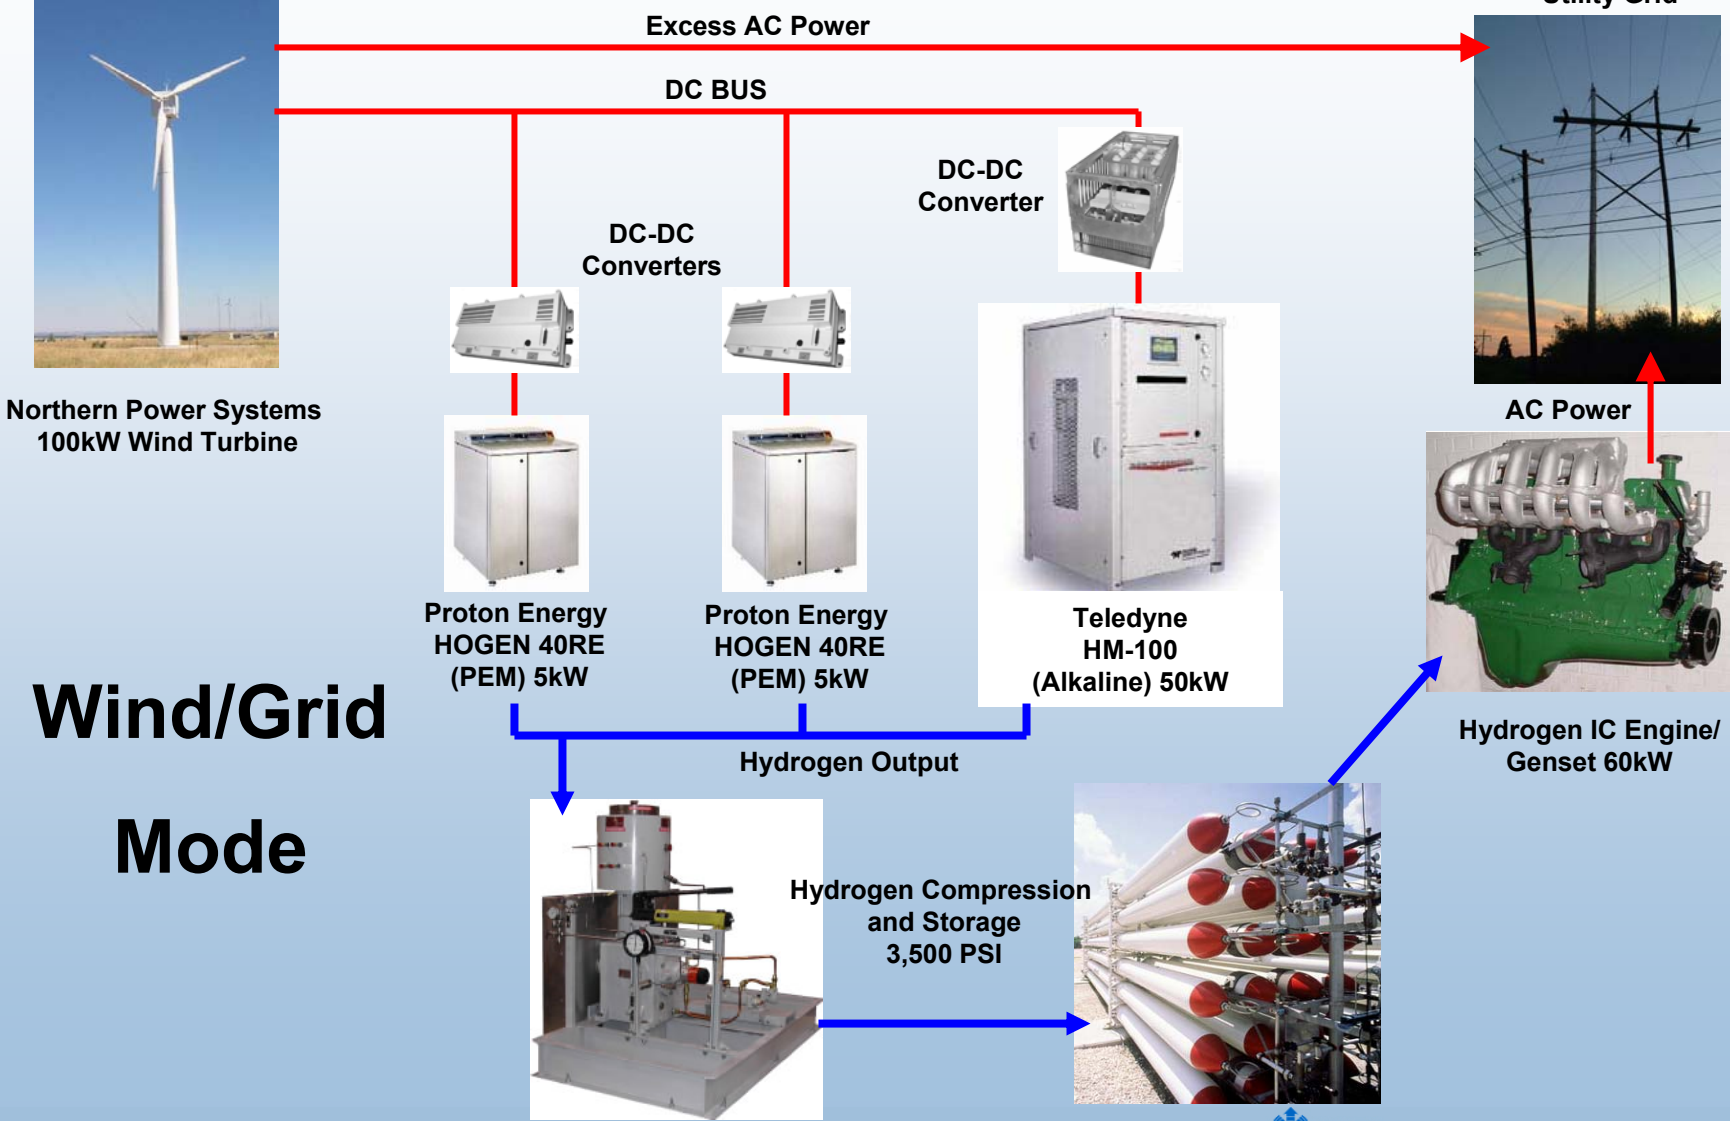 Utility Grid
Excess AC Power
DC BUS
DC-DC
Converter
DC-DC
Converters
Northern Power Systems
100kW Wind Turbine
AC Power
Proton Energy
HOGEN 40RE
(PEM) 5kW
Proton Energy
HOGEN 40RE
(PEM) 5kW
Teledyne
HM-100
(Alkaline) 50kW
Wind/Grid
Mode
Hydrogen Output
Hydrogen IC Engine/
Genset 60kW
Hydrogen Compression
and Storage
3,500 PSI